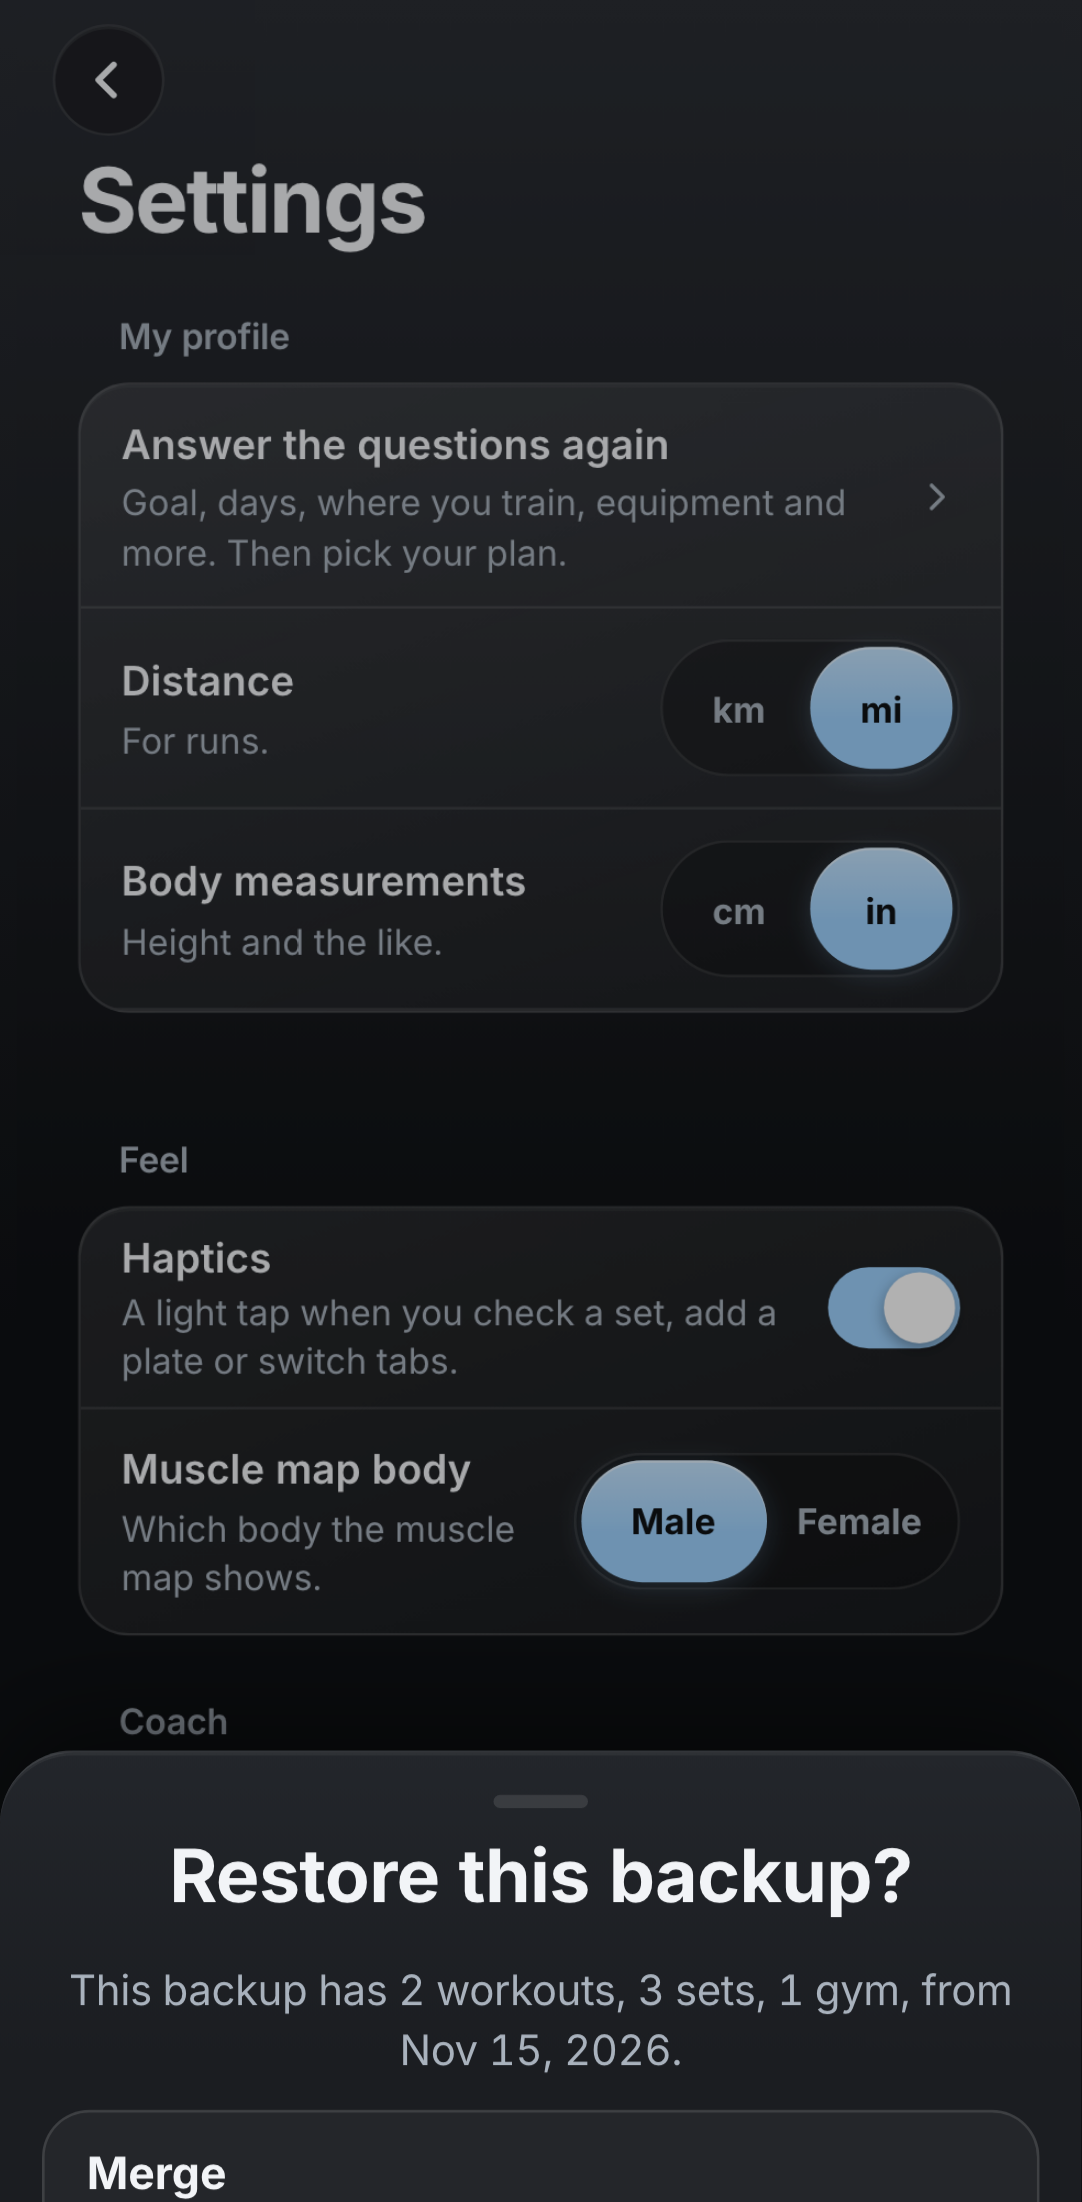 Settings
My profile
Answer the questions again
Goal, days, where you train, equipment and
more. Then pick your plan.
Distance
For runs.
km
mi
Body measurements
Height and the like.
cm
in
Feel
Haptics
A light tap when you check a set, add a
plate or switch tabs.
Muscle map body
Which body the muscle
map shows.
Male
Female
Coach
Restore this backup?
This backup has 2 workouts, 3 sets, 1 gym, from
Nov 15, 2026.
Merge